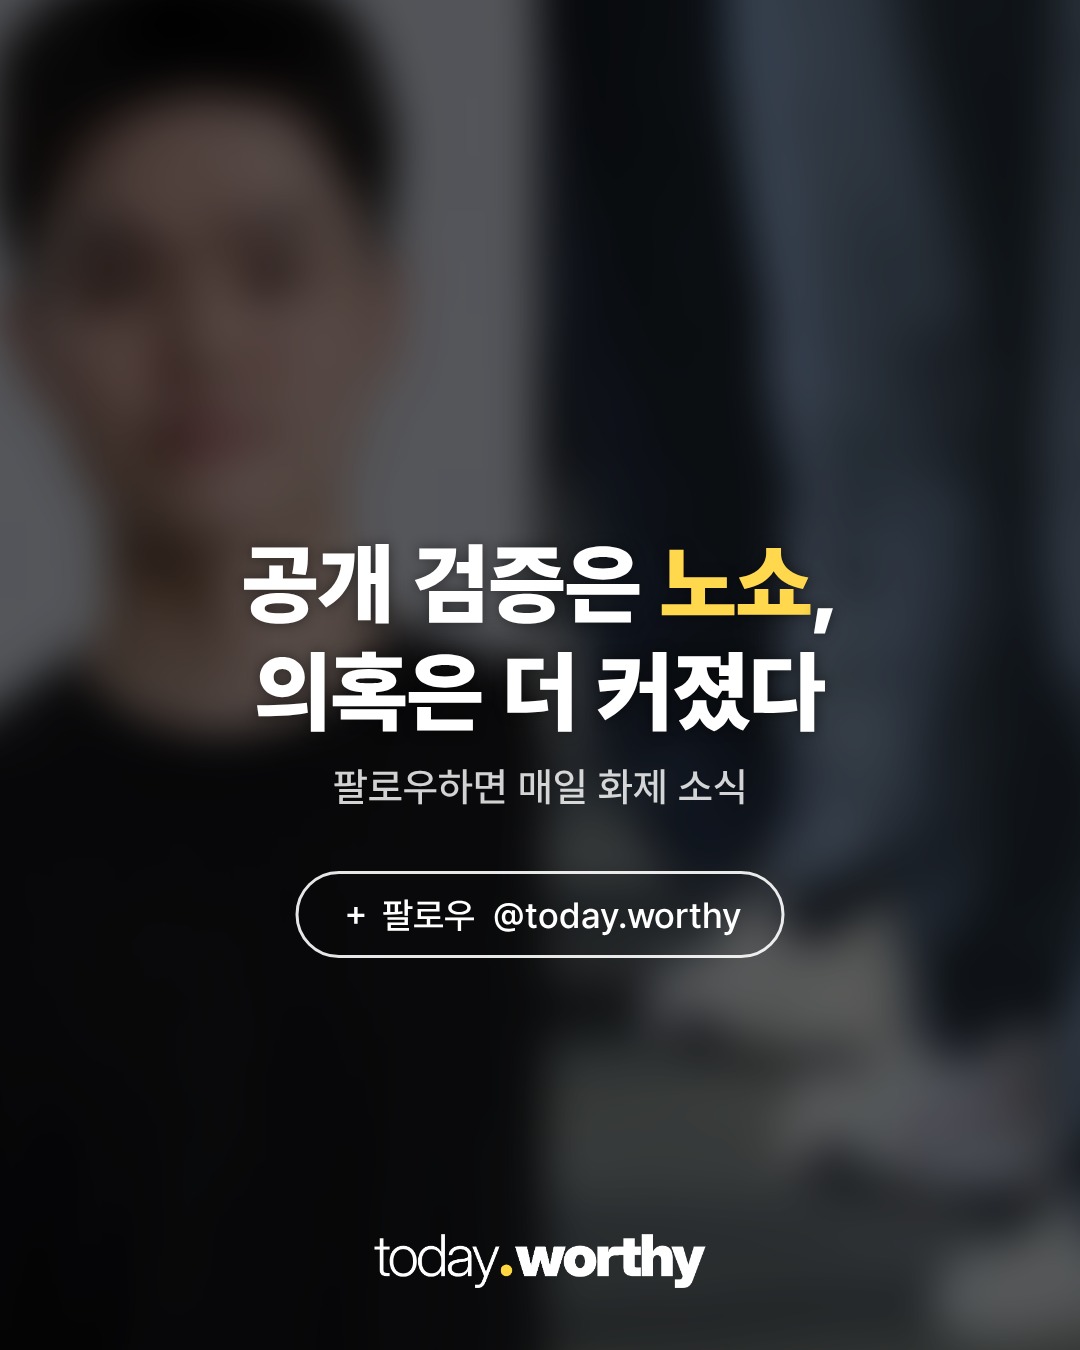 공개 검증은 노쇼,
의혹은 더 커졌다
팔로우하면 매일 화제 소식
+ 팔로우 @today.worthy
today.worthy